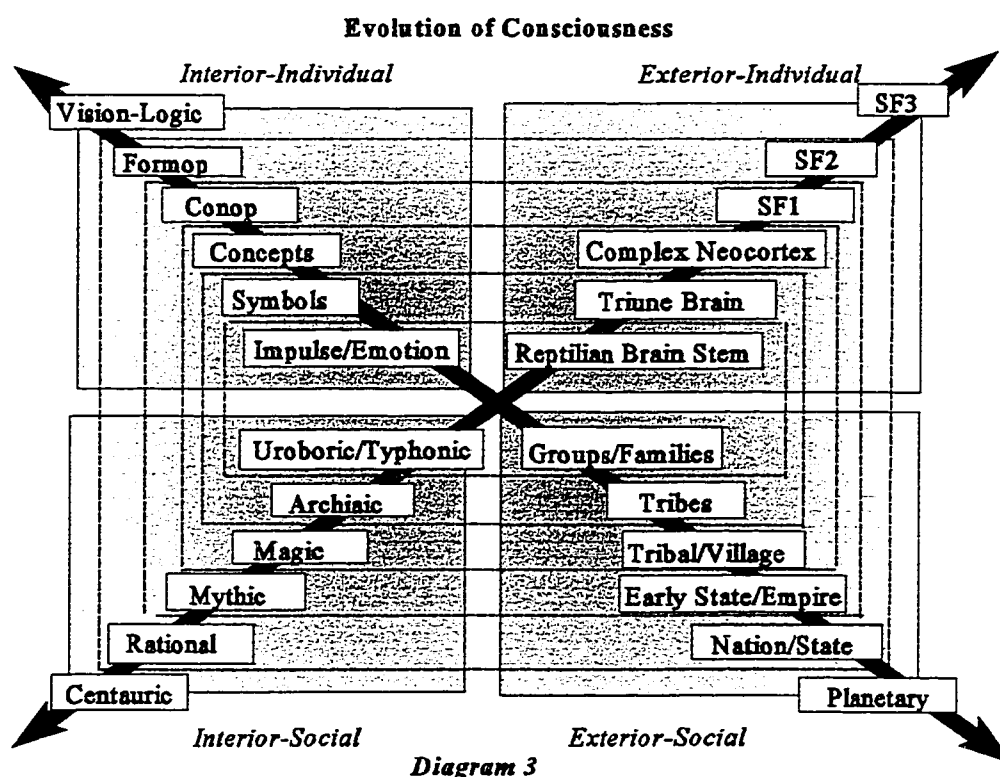 Evolution of Consciousness
Interior-Individual
Exterior-Individual
Vision-Logic
SF3
Formop
SF2
Conop
SF1
Concepts
Complex Neocortex
Symbols
Triune Brain
Impulse/Emotion
Reptilian Brain Stem
Uroboric/Typhonic
Groups/Families
Archiaic
Tribes
Magic
Tribal/Village
Mythic
Early State/Empire
Rational
Nation/State
Centauric
Planetary
Interior-Social
Exterior-Social
Diagram 3